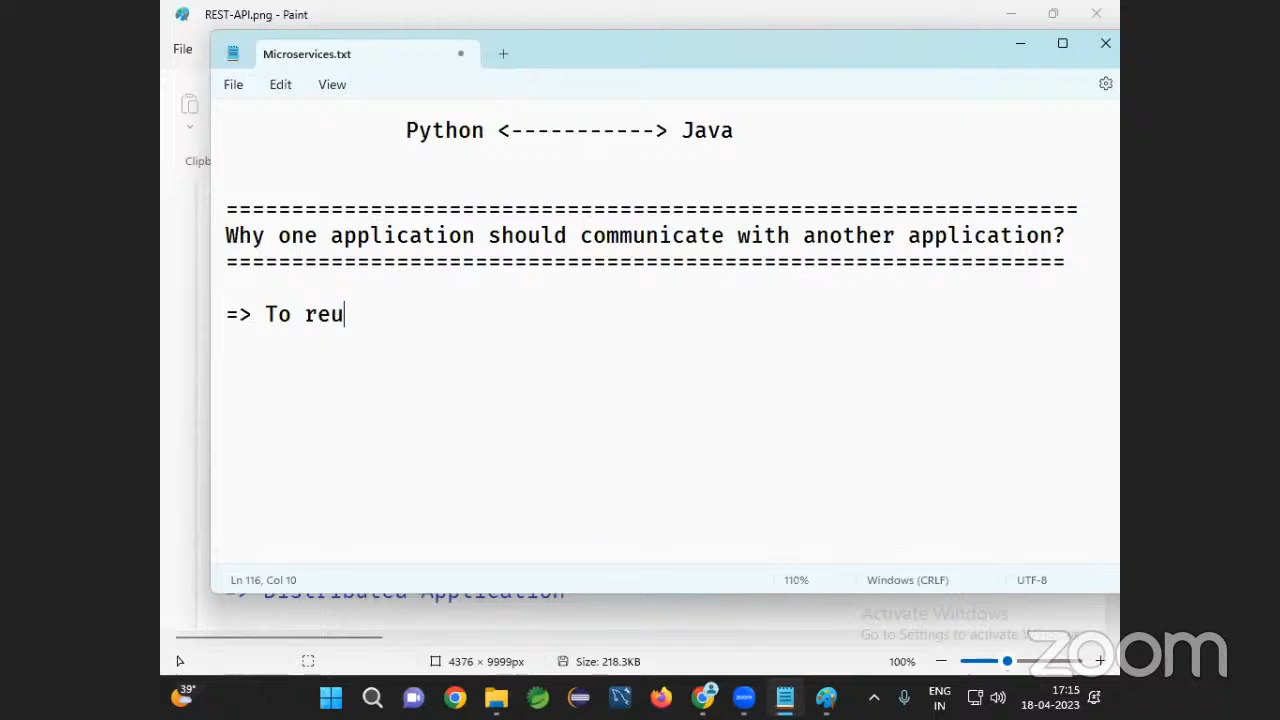 REST-API.png - Paint
File
Microservices.txt
File Edit View
Clipb
Python <-----------> Java
=================================================================
Why one application should communicate with another application?
================================================================
=> To reu
Ln 116, Col 10 110% Windows (CRLF) UTF-8
=> Distributed Application
Activate Windows
Go to Settings to activate
zoom
4376 × 9999px Size: 218.3KB 100%
39°
zoom
ENG
IN
17:15
18-04-2023